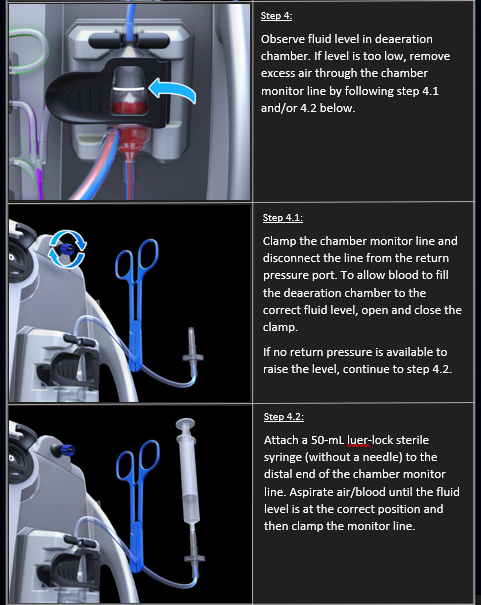 Step 4:
Observe fluid level in deaeration
chamber. If level is too low, remove
excess air through the chamber
monitor line by following step 4.1
and/or 4.2 below.
Step 4.1:
Clamp the chamber monitor line and
disconnect the line from the return
pressure port. To allow blood to fill
the deaeration chamber to the
correct fluid level, open and close the
clamp.
If no return pressure is available to
raise the level, continue to step 4.2.
Step 4.2:
Attach a 50-mL luer-lock sterile
syringe (without a needle) to the
distal end of the chamber monitor
line. Aspirate air/blood until the fluid
level is at the correct position and
then clamp the monitor line.